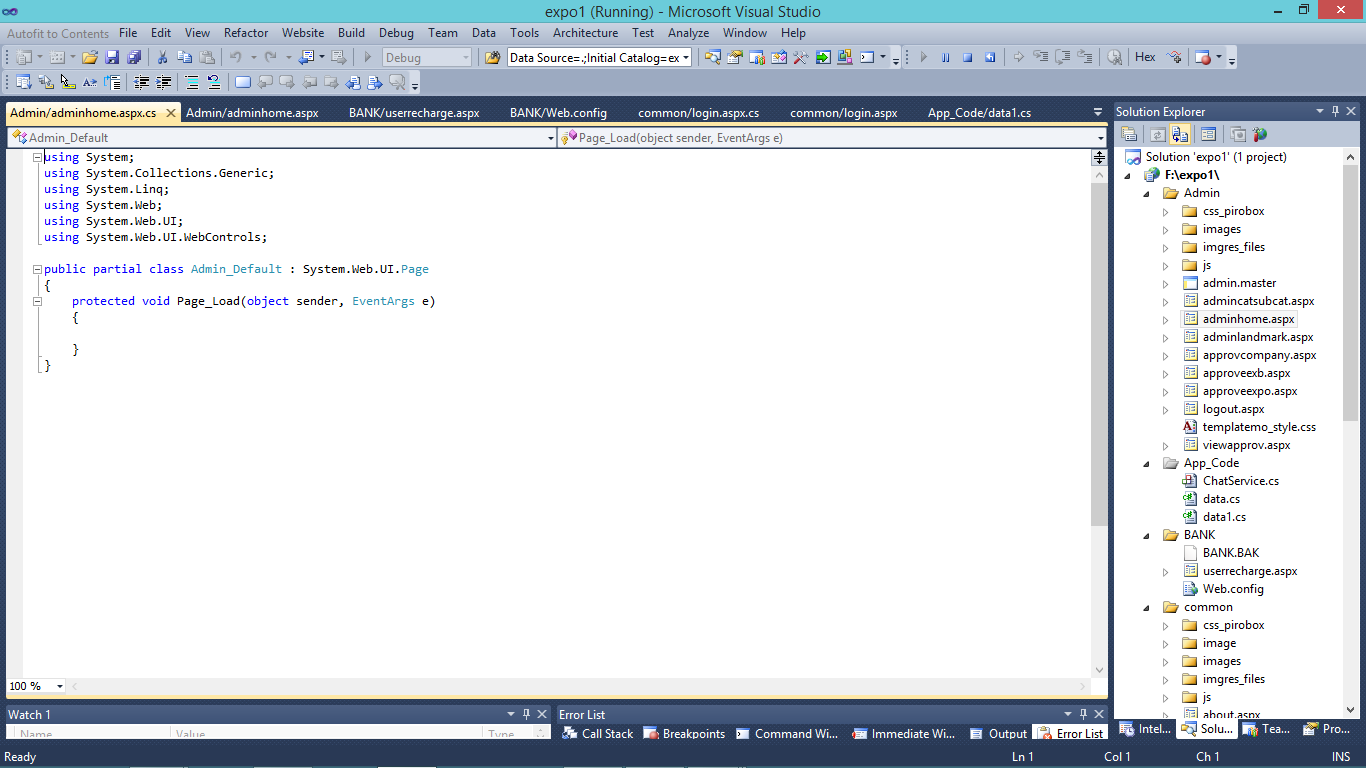 expo1 (Running) - Microsoft Visual Studio
Autofit to Contents File Edit View Refactor Website Build Debug Team Data Tools Architecture Test Analyze Window Help
Debug Data Source=.;Initial Catalog=ex Hex
Admin/adminhome.aspx.cs Admin/adminhome.aspx BANK/userrecharge.aspx BANK/Web.config common/login.aspx.cs common/login.aspx App_Code/data1.cs
Admin_Default Page_Load(object sender, EventArgs e)
using System;
using System.Collections.Generic;
using System.Linq;
using System.Web;
using System.Web.UI;
using System.Web.UI.WebControls;
public partial class Admin_Default : System.Web.UI.Page
{
protected void Page_Load(object sender, EventArgs e)
{
}
}
100 %
Solution Explorer
Solution 'expo1' (1 project)
F:\expo1\
Admin
css_pirobox
images
imgres_files
js
admin.master
admincatsubcat.aspx
adminhome.aspx
adminlandmark.aspx
approvcompany.aspx
approveexb.aspx
approveexpo.aspx
logout.aspx
templatemo_style.css
viewapprov.aspx
App_Code
ChatService.cs
data.cs
data1.cs
BANK
BANK.BAK
userrecharge.aspx
Web.config
common
css_pirobox
image
images
imgres_files
js
about.aspx
Intel... Solu... Tea... Pro...
Watch 1
Name Value Type
Error List
Call Stack Breakpoints Command Wi... Immediate Wi... Output Error List
Ready Ln 1 Col 1 Ch 1 INS